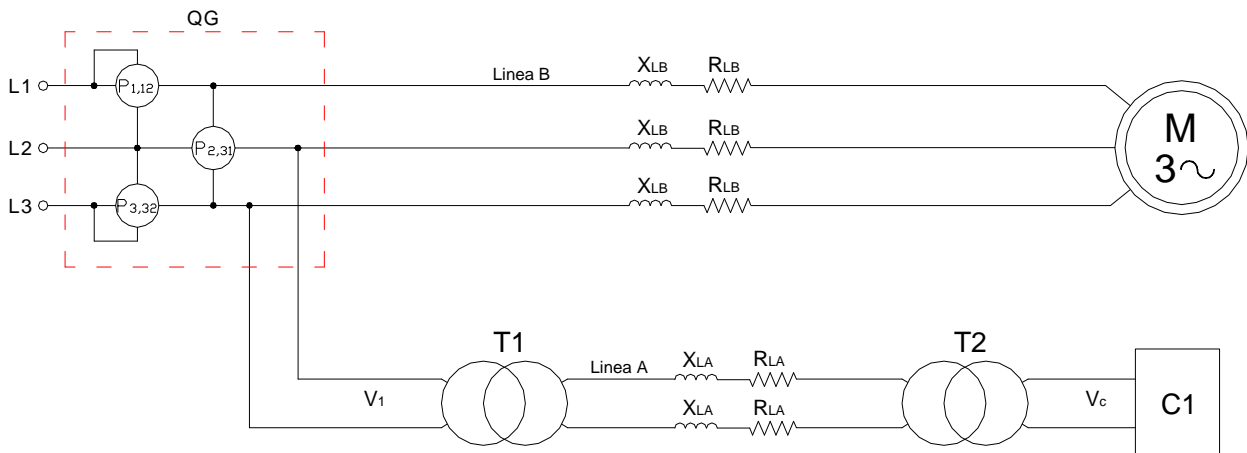 QG
L1
P1,12
Linea B
XLB
RLB
L2
P2,31
XLB
RLB
M
3
L3
P3,32
XLB
RLB
T1
Linea A
XLA
RLA
T2
V1
XLA
RLA
Vc
C1